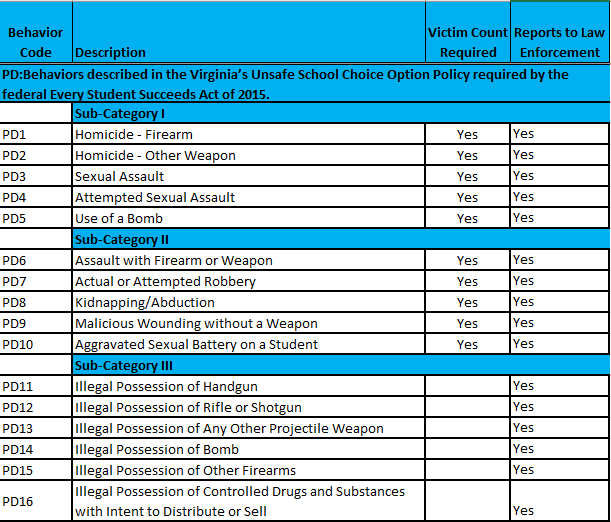 Behavior Code Description Victim Count Required Reports to Law Enforcement
PD:Behaviors described in the Virginia's Unsafe School Choice Option Policy required by the
federal Every Student Succeeds Act of 2015.
Sub-Category I
PD1 Homicide - Firearm Yes Yes
PD2 Homicide - Other Weapon Yes Yes
PD3 Sexual Assault Yes Yes
PD4 Attempted Sexual Assault Yes Yes
PD5 Use of a Bomb Yes Yes
Sub-Category II
PD6 Assault with Firearm or Weapon Yes Yes
PD7 Actual or Attempted Robbery Yes Yes
PD8 Kidnapping/Abduction Yes Yes
PD9 Malicious Wounding without a Weapon Yes Yes
PD10 Aggravated Sexual Battery on a Student Yes Yes
Sub-Category III
PD11 Illegal Possession of Handgun Yes
PD12 Illegal Possession of Rifle or Shotgun Yes
PD13 Illegal Possession of Any Other Projectile Weapon Yes
PD14 Illegal Possession of Bomb Yes
PD15 Illegal Possession of Other Firearms Yes
PD16 Illegal Possession of Controlled Drugs and Substances
with Intent to Distribute or Sell Yes